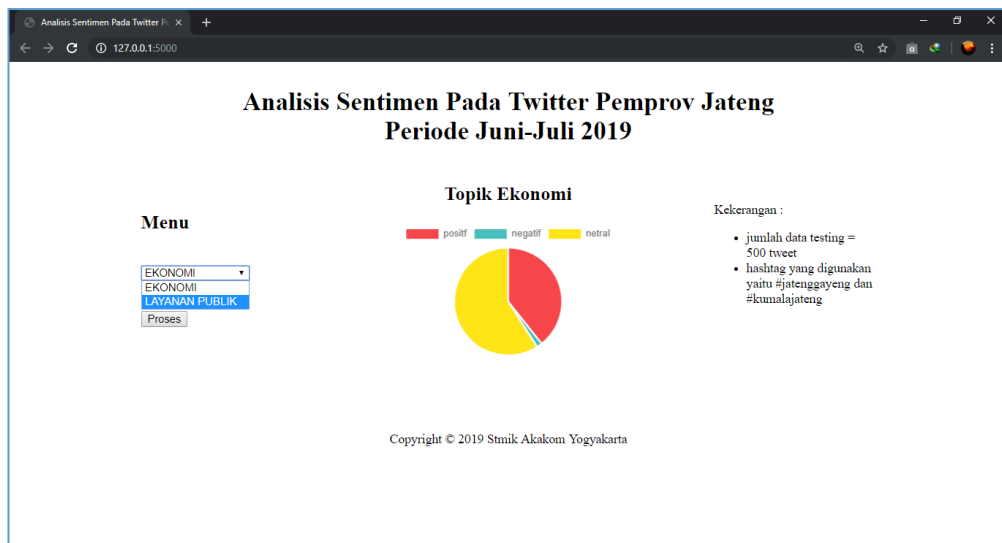 Analisis Sentimen Pada Twitter P
127.0.0.1:5000
Analisis Sentimen Pada Twitter Pemprov Jateng
Periode Juni-Juli 2019
Menu
EKONOMI
EKONOMI
LAYANAN PUBLIK
Proses
Topik Ekonomi
positf negatif netral
Kekerangan :
• jumlah data testing =
500 tweet
• hashtag yang digunakan
yaitu #jatenggayeng dan
#kumalajateng
Copyright © 2019 Stmik Akakom Yogyakarta